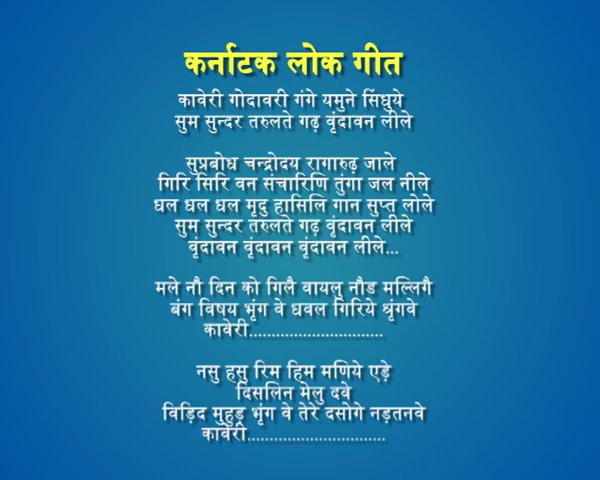 कर्नाटक लोक गीत
कावेरी गोदावरी गंगे यमुने सिंधुये
सुम सुन्दर तरुलते गढ़ वृंदावन लीले
सुप्रबोध चन्द्रोदय रागारुढ़ जाले
गिरि सिरि वन संचारिणि तुंगा जल नीले
धल धल धल मृदु हासिलि गान सुप्त लोले
सुम सुन्दर तरुलते गढ़ वृंदावन लीले
वृंदावन वृंदावन वृंदावन लीले...
मले नौ दिन को गिलै वायलु नौड मल्लिगै
बंग विषय भृंग वे धवल गिरिये श्रृंगवे
कावेरी..............................
नसु हसु रिम हिम मणिये एड़े
दिसलिन मेलु दवे
विड़िद मुहुड़ भृंग वे तेरे दसोगे नड़तनवे
कावेरी...............................